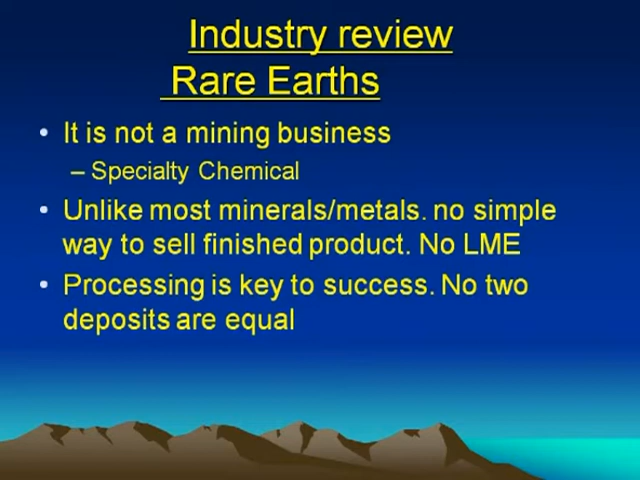 Industry review
Rare Earths
• It is not a mining business
– Specialty Chemical
• Unlike most minerals/metals. no simple
way to sell finished product. No LME
• Processing is key to success. No two
deposits are equal